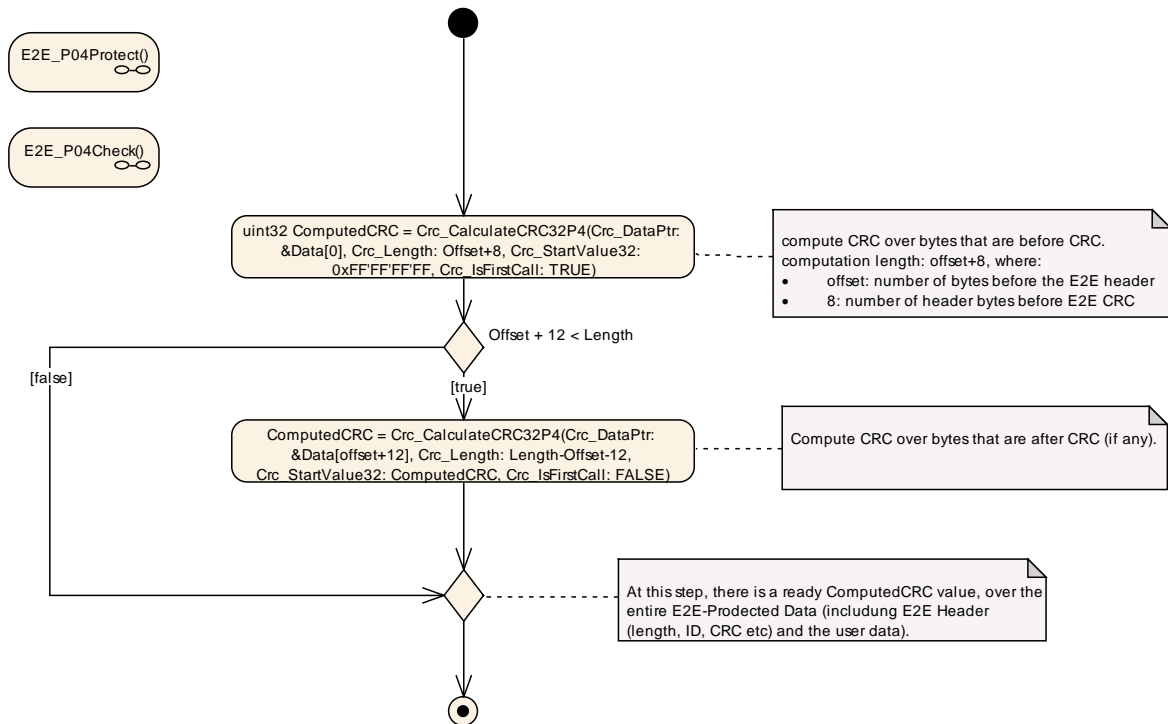 E2E_P04Protect()
E2E_P04Check()
uint32 ComputedCRC = Crc_CalculateCRC32P4(Crc_DataPtr:
&Data[0], Crc_Length: Offset+8, Crc_StartValue32:
0xFF'FF'FF'FF, Crc_IsFirstCall: TRUE)
compute CRC over bytes that are before CRC.
computation length: offset+8, where:
• offset: number of bytes before the E2E header
• 8: number of header bytes before E2E CRC
Offset + 12 < Length
[false]
[true]
ComputedCRC = Crc_CalculateCRC32P4(Crc_DataPtr:
&Data[offset+12], Crc_Length: Length-Offset-12,
Crc_StartValue32: ComputedCRC, Crc_IsFirstCall: FALSE)
Compute CRC over bytes that are after CRC (if any).
At this step, there is a ready ComputedCRC value, over the
entire E2E-Prodected Data (includung E2E Header
(length, ID, CRC etc) and the user data).